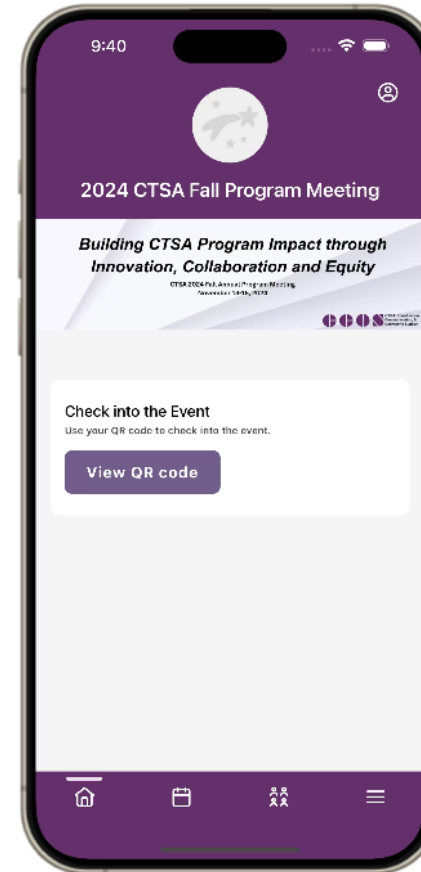 9:40
2024 CTSA Fall Program Meeting
Building CTSA Program Impact through
Innovation, Collaboration and Equity
CTSA 2024 Fall Annual Program Meeting
CCOS
Check into the Event
Use your QR code to check into the event.
View QR code